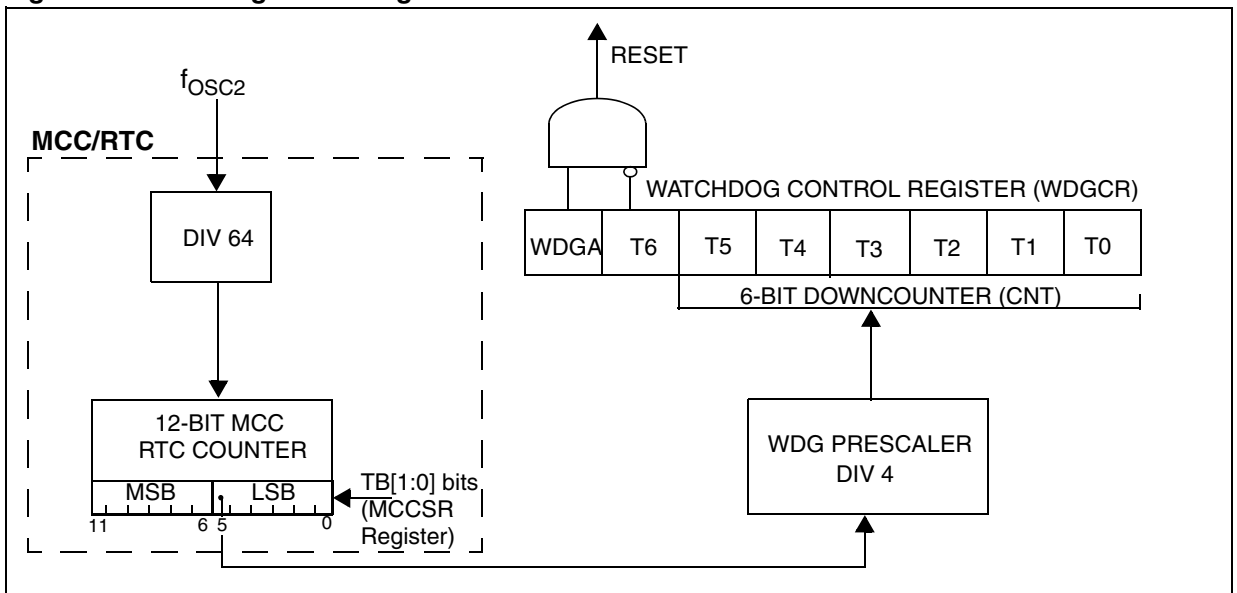 RESET
fOSC2
MCC/RTC
DIV 64
WATCHDOG CONTROL REGISTER (WDGCR)
WDGA T6 T5 T4 T3 T2 T1 T0
6-BIT DOWNCOUNTER (CNT)
12-BIT MCC
RTC COUNTER
MSB LSB
11 6 5 0
TB[1:0] bits
(MCCSR
Register)
WDG PRESCALER
DIV 4